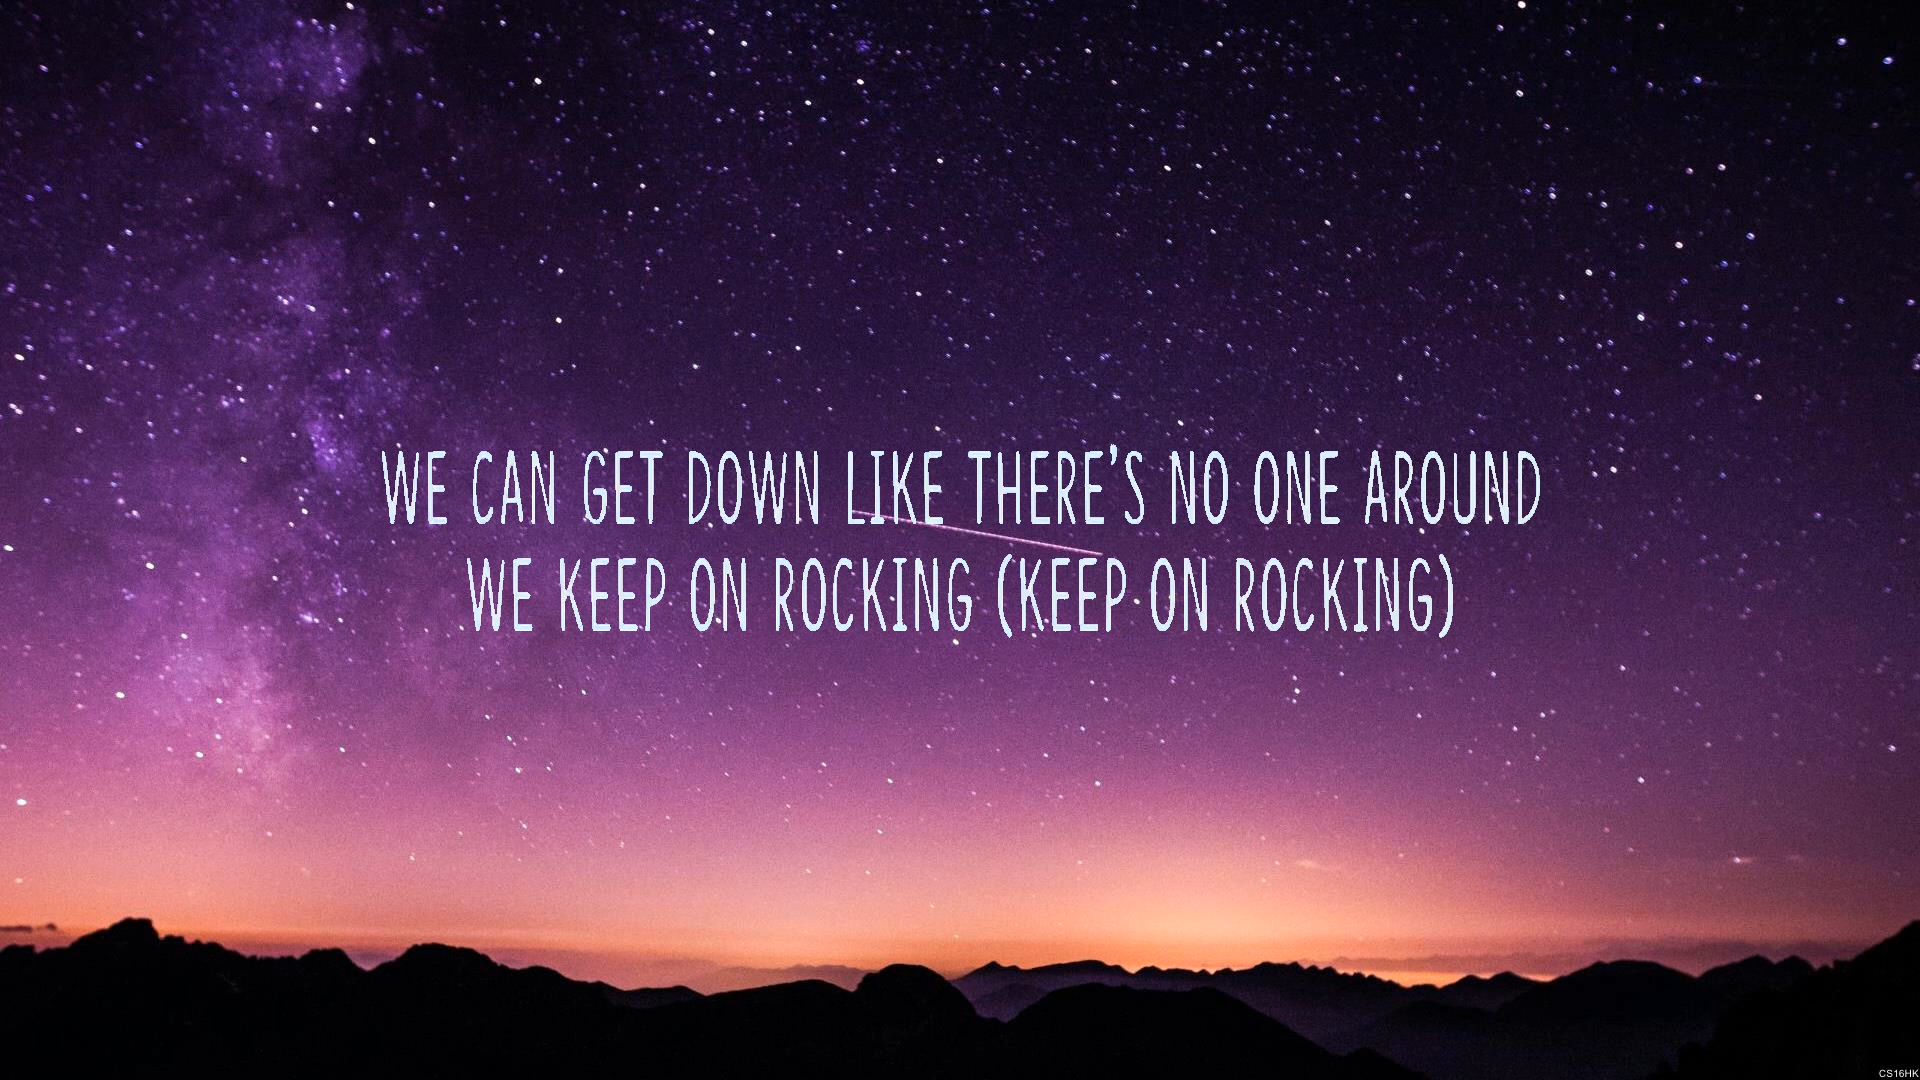 WE CAN GET DOWN LIKE THERE'S NO ONE AROUND
WE KEEP ON ROCKING (KEEP ON ROCKING)
CS16HK